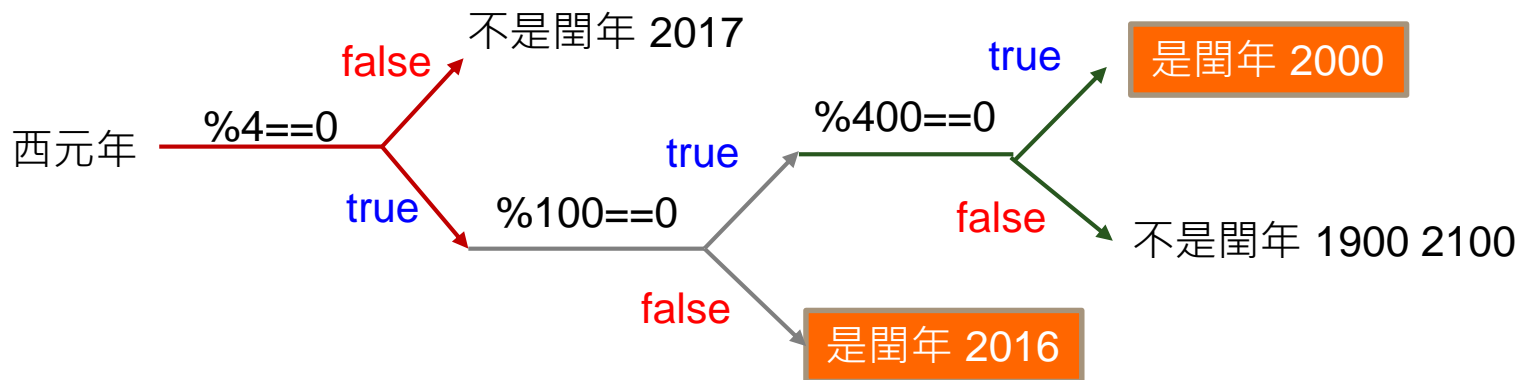 不是閏年 2017
false
true
是閏年 2000
%4==0
%400==0
西元年
true
true
%100==0
false
不是閏年 1900 2100
false
是閏年 2016